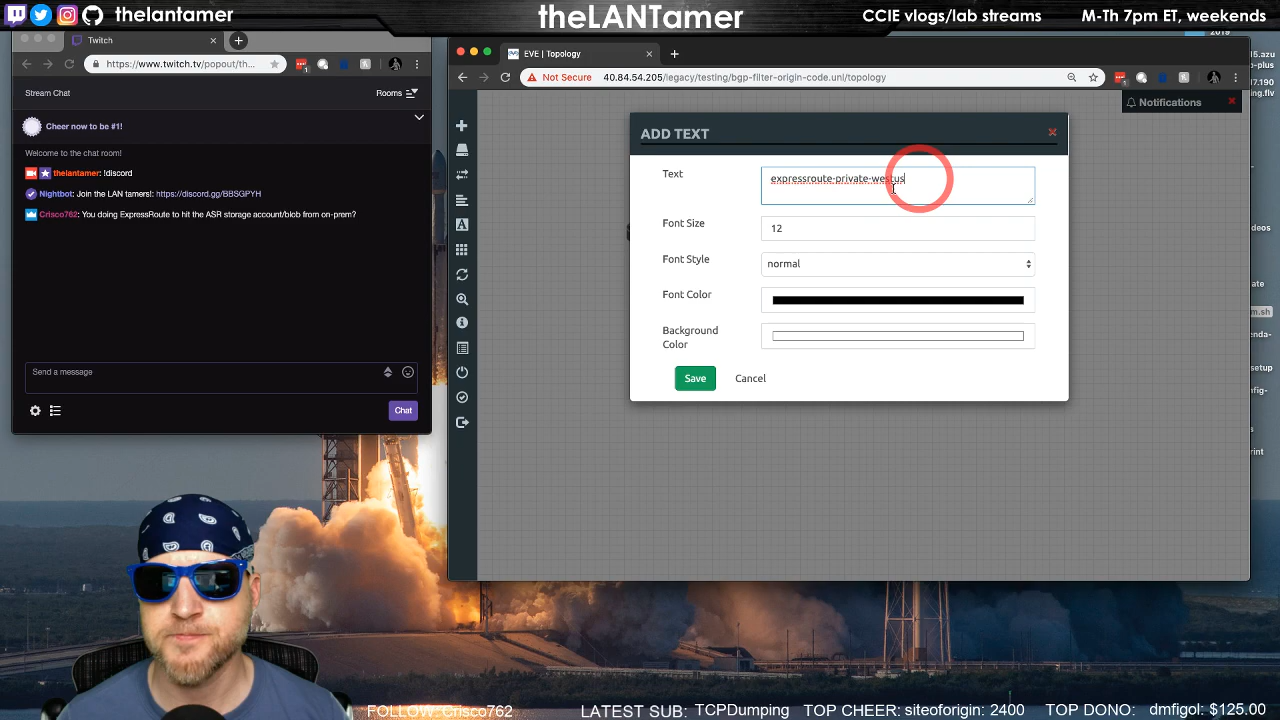 thelantamer
theLANTamer
CCIE vlogs/lab streams
M-Th 7pm ET, weekends
2019
Twitch
https://www.twitch.tv/popout/th...
Stream Chat
Rooms
Cheer now to be #1!
Welcome to the chat room!
thelantamer: !discord
Nightbot: Join the LAN tamers!: https://discord.gg/BBSGPYH
Crisco762: You doing ExpressRoute to hit the ASR storage account/blob from on-prem?
Send a message
Chat
EVE | Topology
Not Secure
40.84.54.205/legacy/testing/bgp-filter-origin-code.unl/topology
Notifications
ADD TEXT
Text
expressroute-private-westus
Font Size
12
Font Style
normal
Font Color
Background
Color
Save
Cancel
FOLLOW: Crisco762
LATEST SUB: TCPDumping
TOP CHEER: siteoforigin: 2400
TOP DONO: dmfigol: $125.00